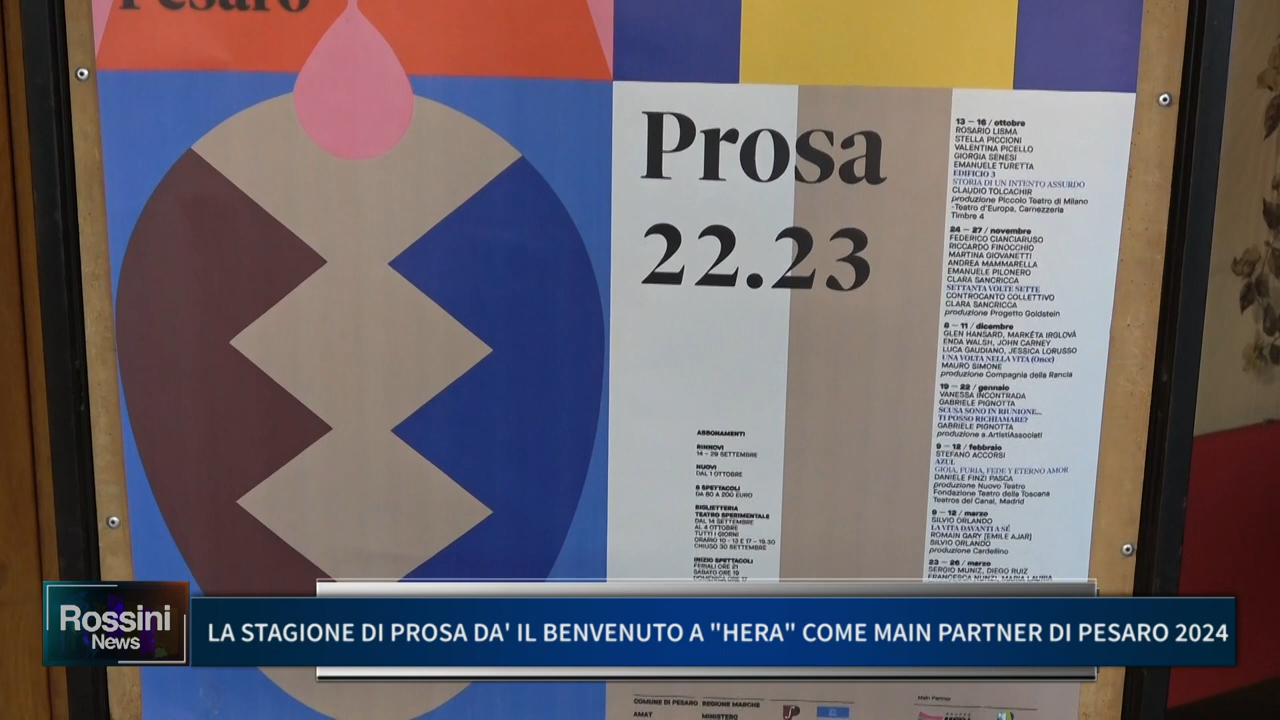 Pesaro
Prosa
22.23
13 – 16 / ottobre
ROSARIO LISMA
STELLA PICCIONI
VALENTINA PICELLO
GIORGIA SENESI
EMANUELE TURETTA
EDIFICIO 3
STORIA DI UN INTENTO ASSURDO
CLAUDIO TOLCACHIR
produzione Piccolo Teatro di Milano
-Teatro d'Europa, Carnezzeria
Timbre 4
24 – 27 / novembre
FEDERICO CIANCIARUSO
RICCARDO FINOCCHIO
MARTINA GIOVANETTI
ANDREA MAMMARELLA
EMANUELE PILONERO
CLARA SANCRICCA
SETTANTA VOLTE SETTE
CONTROCANTO COLLETTIVO
CLARA SANCRICCA
produzione Progetto Goldstein
8 – 11 / dicembre
GLEN HANSARD, MARKÉTA IRGLOVÀ
ENDA WALSH, JOHN CARNEY
LUCA GAUDIANO, JESSICA LORUSSO
UNA VOLTA NELLA VITA (Once)
MAURO SIMONE
produzione Compagnia della Rancia
19 – 22 / gennaio
VANESSA INCONTRADA
GABRIELE PIGNOTTA
SCUSA SONO IN RIUNIONE...
TI POSSO RICHIAMARE?
GABRIELE PIGNOTTA
produzione a.ArtistiAssociati
9 – 12 / febbraio
STEFANO ACCORSI
AZUL
GIOIA, FURIA, FEDE Y ETERNO AMOR
DANIELE FINZI PASCA
produzione Nuovo Teatro
Fondazione Teatro della Toscana
Teatros del Canal, Madrid
9 – 12 / marzo
SILVIO ORLANDO
LA VITA DAVANTI A SÉ
ROMAIN GARY [EMILE AJAR]
SILVIO ORLANDO
produzione Cardellino
23 – 26 / marzo
SERGIO MUNIZ, DIEGO RUIZ
FRANCESCA NUNZI, MARIA LAURIA
ABBONAMENTI
RINNOVI
14 – 29 SETTEMBRE
NUOVI
DAL 1 OTTOBRE
8 SPETTACOLI
DA 80 A 200 EURO
BIGLIETTERIA
TEATRO SPERIMENTALE
DAL 14 SETTEMBRE
AL 4 OTTOBRE
TUTTI I GIORNI
ORARIO 10 - 13 E 17 – 19.30
CHIUSO 30 SETTEMBRE
INIZIO SPETTACOLI
FERIALI ORE 21
SABATO ORE 19
DOMENICA ORE 17
Rossini
News
LA STAGIONE DI PROSA DA' IL BENVENUTO A "HERA" COME MAIN PARTNER DI PESARO 2024
COMUNE DI PESARO REGIONE MARCHE
AMAT MINISTERO
Main Partner